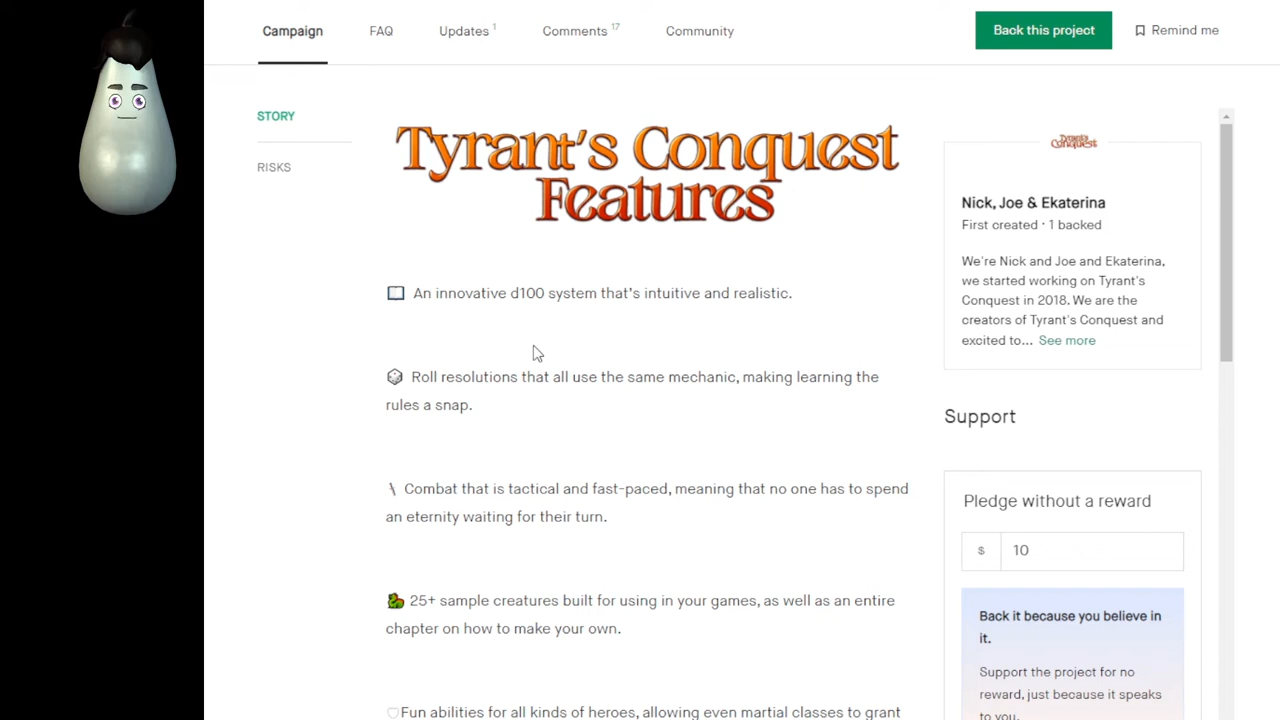 Campaign
FAQ
Updates 1
Comments 17
Community
Back this project
Remind me
STORY
RISKS
Tyrant's Conquest
Features
An innovative d100 system that's intuitive and realistic.
Roll resolutions that all use the same mechanic, making learning the
rules a snap.
Combat that is tactical and fast-paced, meaning that no one has to spend
an eternity waiting for their turn.
25+ sample creatures built for using in your games, as well as an entire
chapter on how to make your own.
Fun abilities for all kinds of heroes, allowing even martial classes to grant
Tyrant's
Conquest
Nick, Joe & Ekaterina
First created · 1 backed
We're Nick and Joe and Ekaterina,
we started working on Tyrant's
Conquest in 2018. We are the
creators of Tyrant's Conquest and
excited to... See more
Support
Pledge without a reward
$ 10
Back it because you believe in
it.
Support the project for no
reward, just because it speaks
to you.